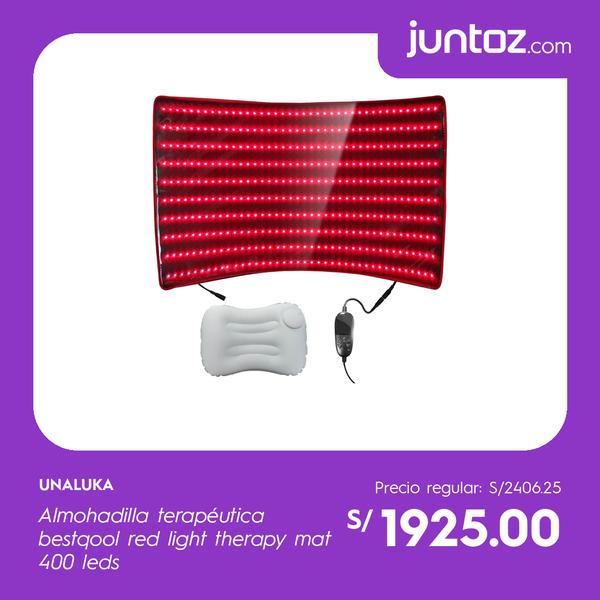 juntoz.com
UNALUKA
Almohadilla terapéutica
bestqool red light therapy mat
400 leds
Precio regular: S/2406.25
S/ 1925.00